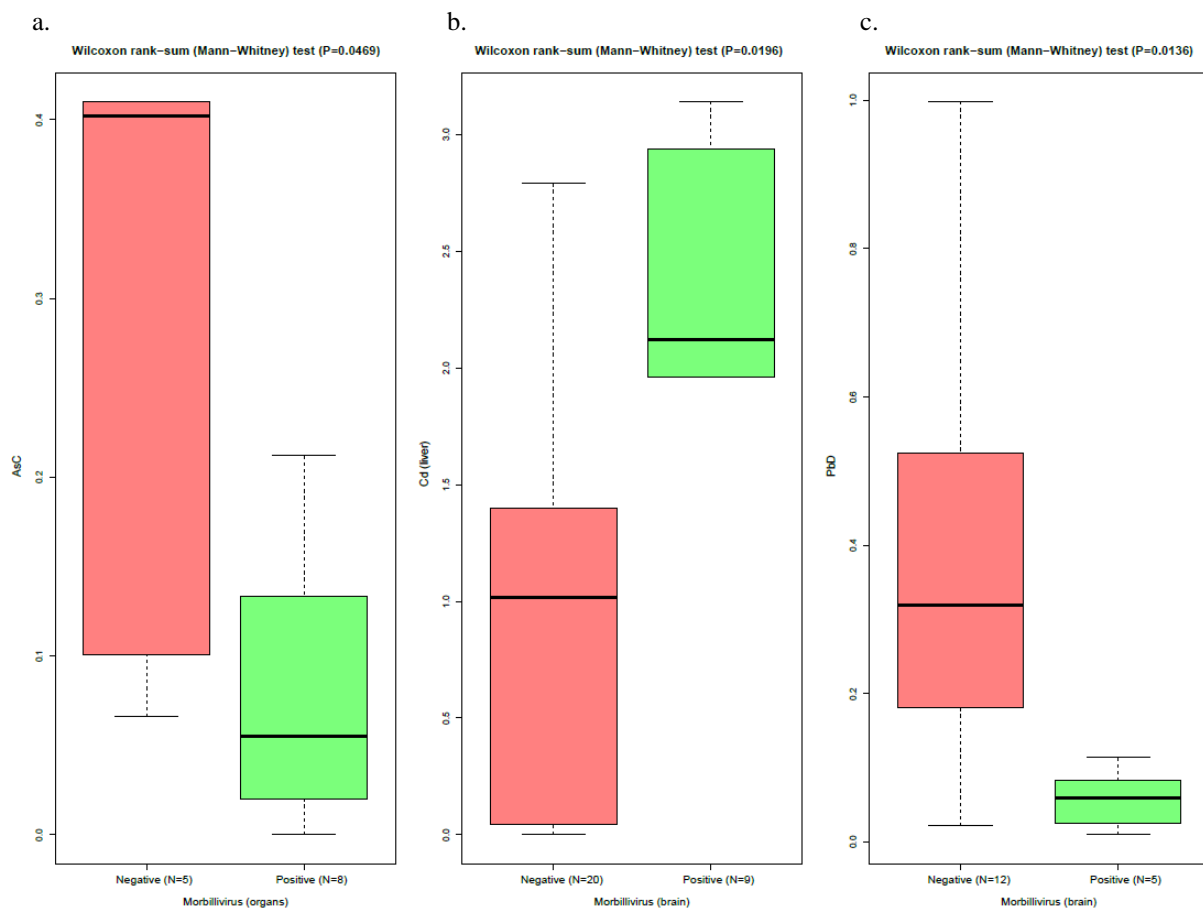 a.
Wilcoxon rank−sum (Mann−Whitney) test (P=0.0469)
AsC
0.4
0.3
0.2
0.1
0.0
Negative (N=5) Positive (N=8)
Morbillivirus (organs)
b.
Wilcoxon rank−sum (Mann−Whitney) test (P=0.0196)
Cd (liver)
3.0
2.5
2.0
1.5
1.0
0.5
0.0
Negative (N=20) Positive (N=9)
Morbillivirus (brain)
c.
Wilcoxon rank−sum (Mann−Whitney) test (P=0.0136)
PbD
1.0
0.8
0.6
0.4
0.2
0.0
Negative (N=12) Positive (N=5)
Morbillivirus (brain)